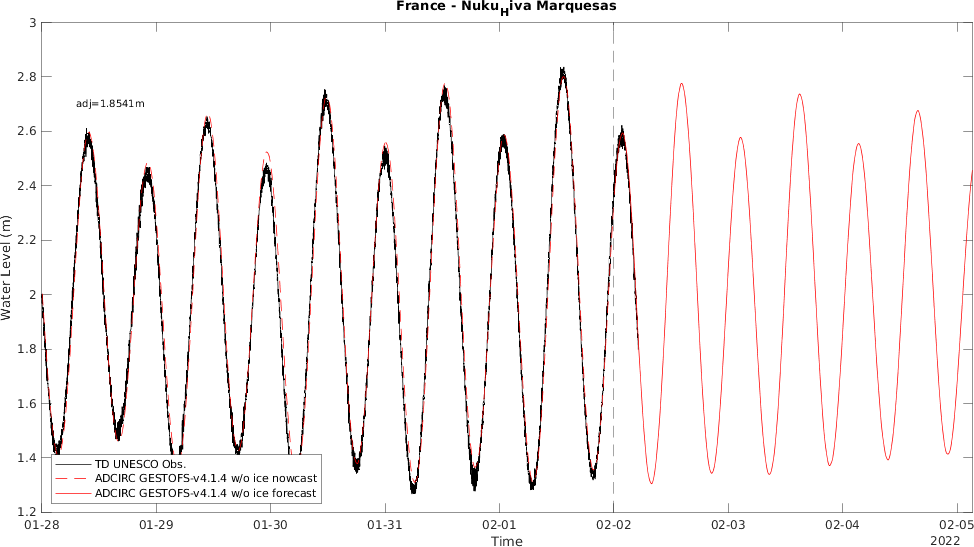 France - Nuku_Hiva Marquesas
3
2.8
adj=1.8541m
2.6
2.4
2.2
Water Level (m)
2
1.8
1.6
1.4
TD UNESCO Obs.
ADCIRC GESTOFS-v4.1.4 w/o ice nowcast
ADCIRC GESTOFS-v4.1.4 w/o ice forecast
1.2
01-28 01-29 01-30 01-31 02-01 02-02 02-03 02-04 02-05
Time 2022